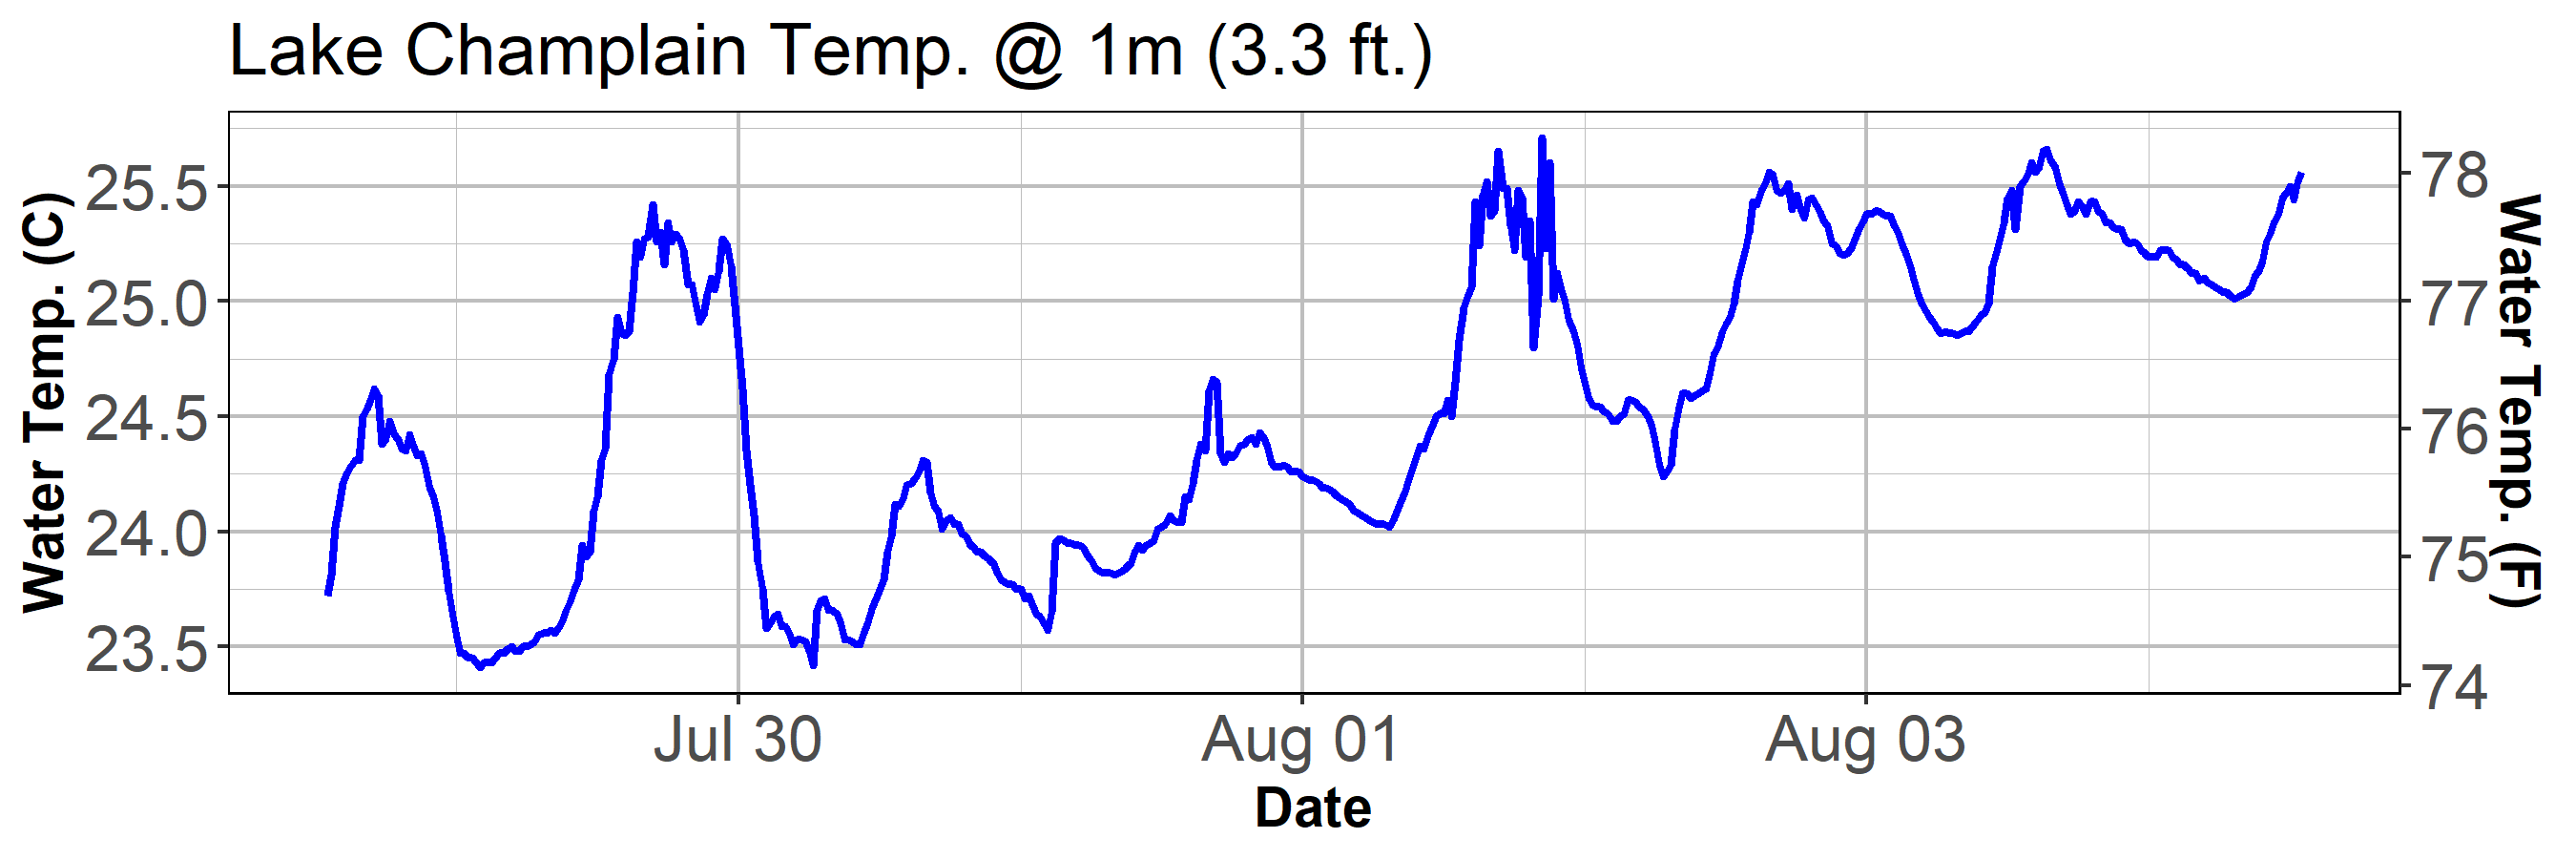 Lake Champlain Temp. @ 1m (3.3 ft.)
Water Temp. (C)
25.5
25.0
24.5
24.0
23.5
78
77
76
75
74
Water Temp. (F)
Jul 30
Aug 01
Aug 03
Date